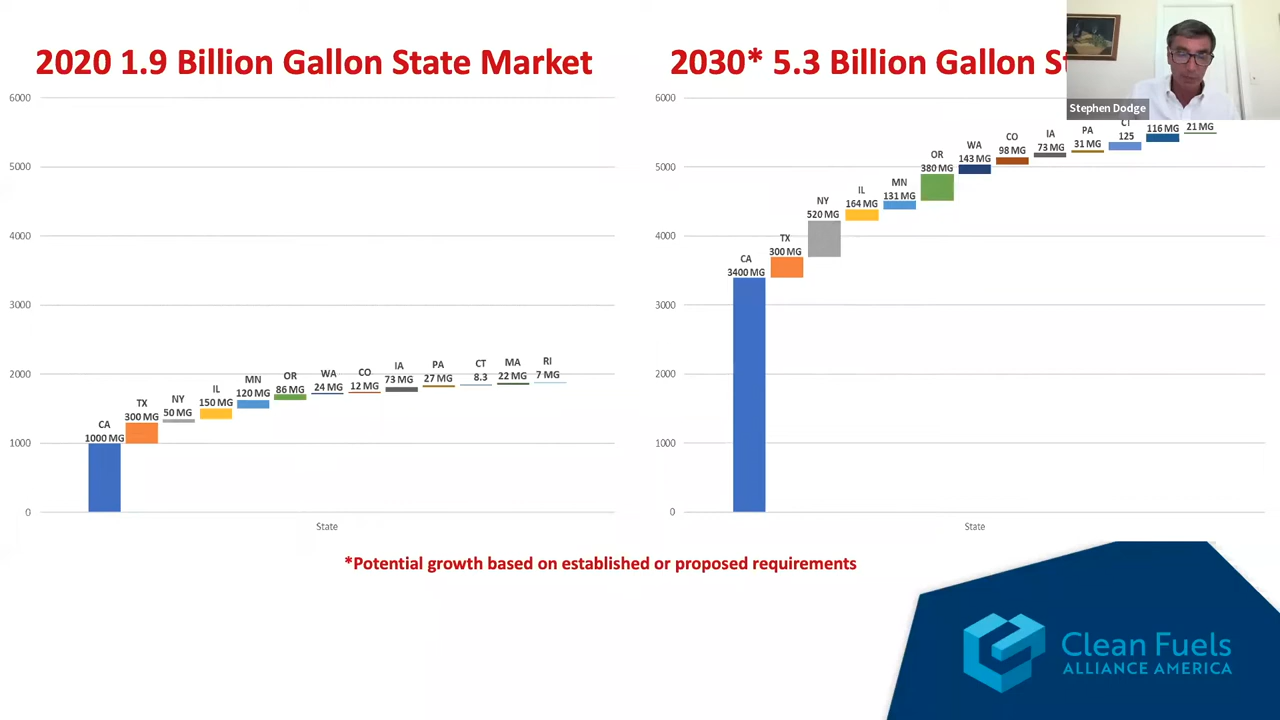 2020 1.9 Billion Gallon State Market
6000
5000
4000
3000
2000
1000
0
CA
1000 MG
TX
300 MG
NY
50 MG
IL
150 MG
MN
120 MG
OR
86 MG
WA
24 MG
CO
12 MG
IA
73 MG
PA
27 MG
CT
8.3
MA
22 MG
RI
7 MG
State
2030* 5.3 Billion Gallon
6000
5000
4000
3000
2000
1000
0
CA
3400 MG
TX
300 MG
NY
520 MG
IL
164 MG
MN
131 MG
OR
380 MG
WA
143 MG
CO
98 MG
IA
73 MG
PA
31 MG
CT
125
116 MG
21 MG
State
Stephen Dodge
*Potential growth based on established or proposed requirements
Clean Fuels
ALLIANCE AMERICA